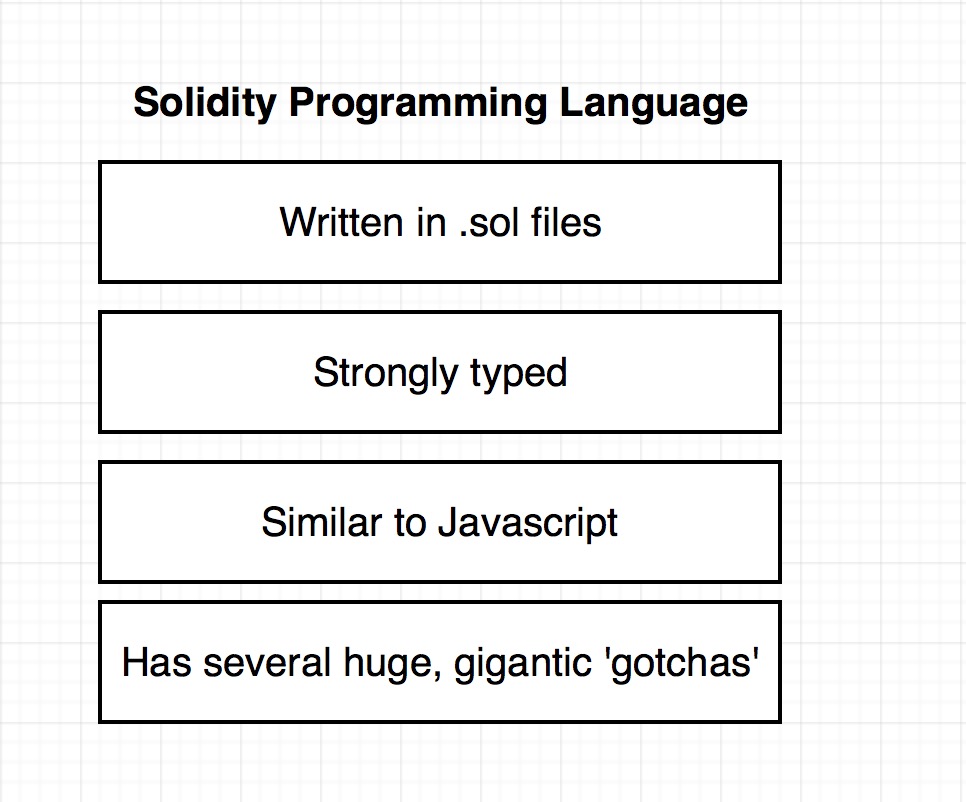 Solidity Programming Language
Written in .sol files
Strongly typed
Similar to Javascript
Has several huge, gigantic 'gotchas'